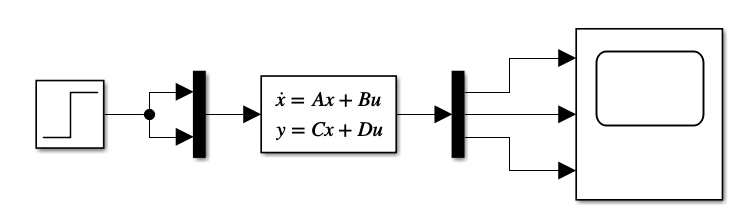 ẋ = Ax + Bu
y = Cx + Du